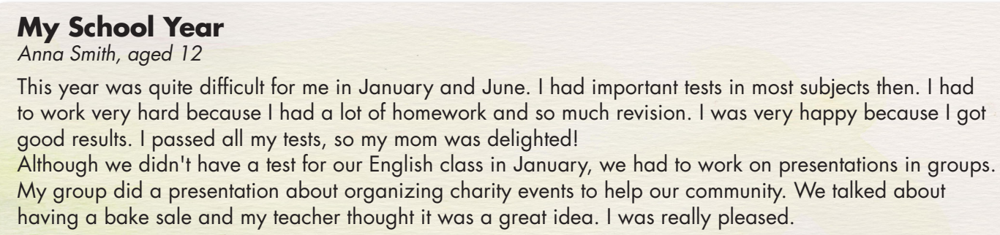 My School Year
Anna Smith, aged 12
This year was quite difficult for me in January and June. I had important tests in most subjects then. I had
to work very hard because I had a lot of homework and so much revision. I was very happy because I got
good results. I passed all my tests, so my mom was delighted!
Although we didn't have a test for our English class in January, we had to work on presentations in groups.
My group did a presentation about organizing charity events to help our community. We talked about
having a bake sale and my teacher thought it was a great idea. I was really pleased.